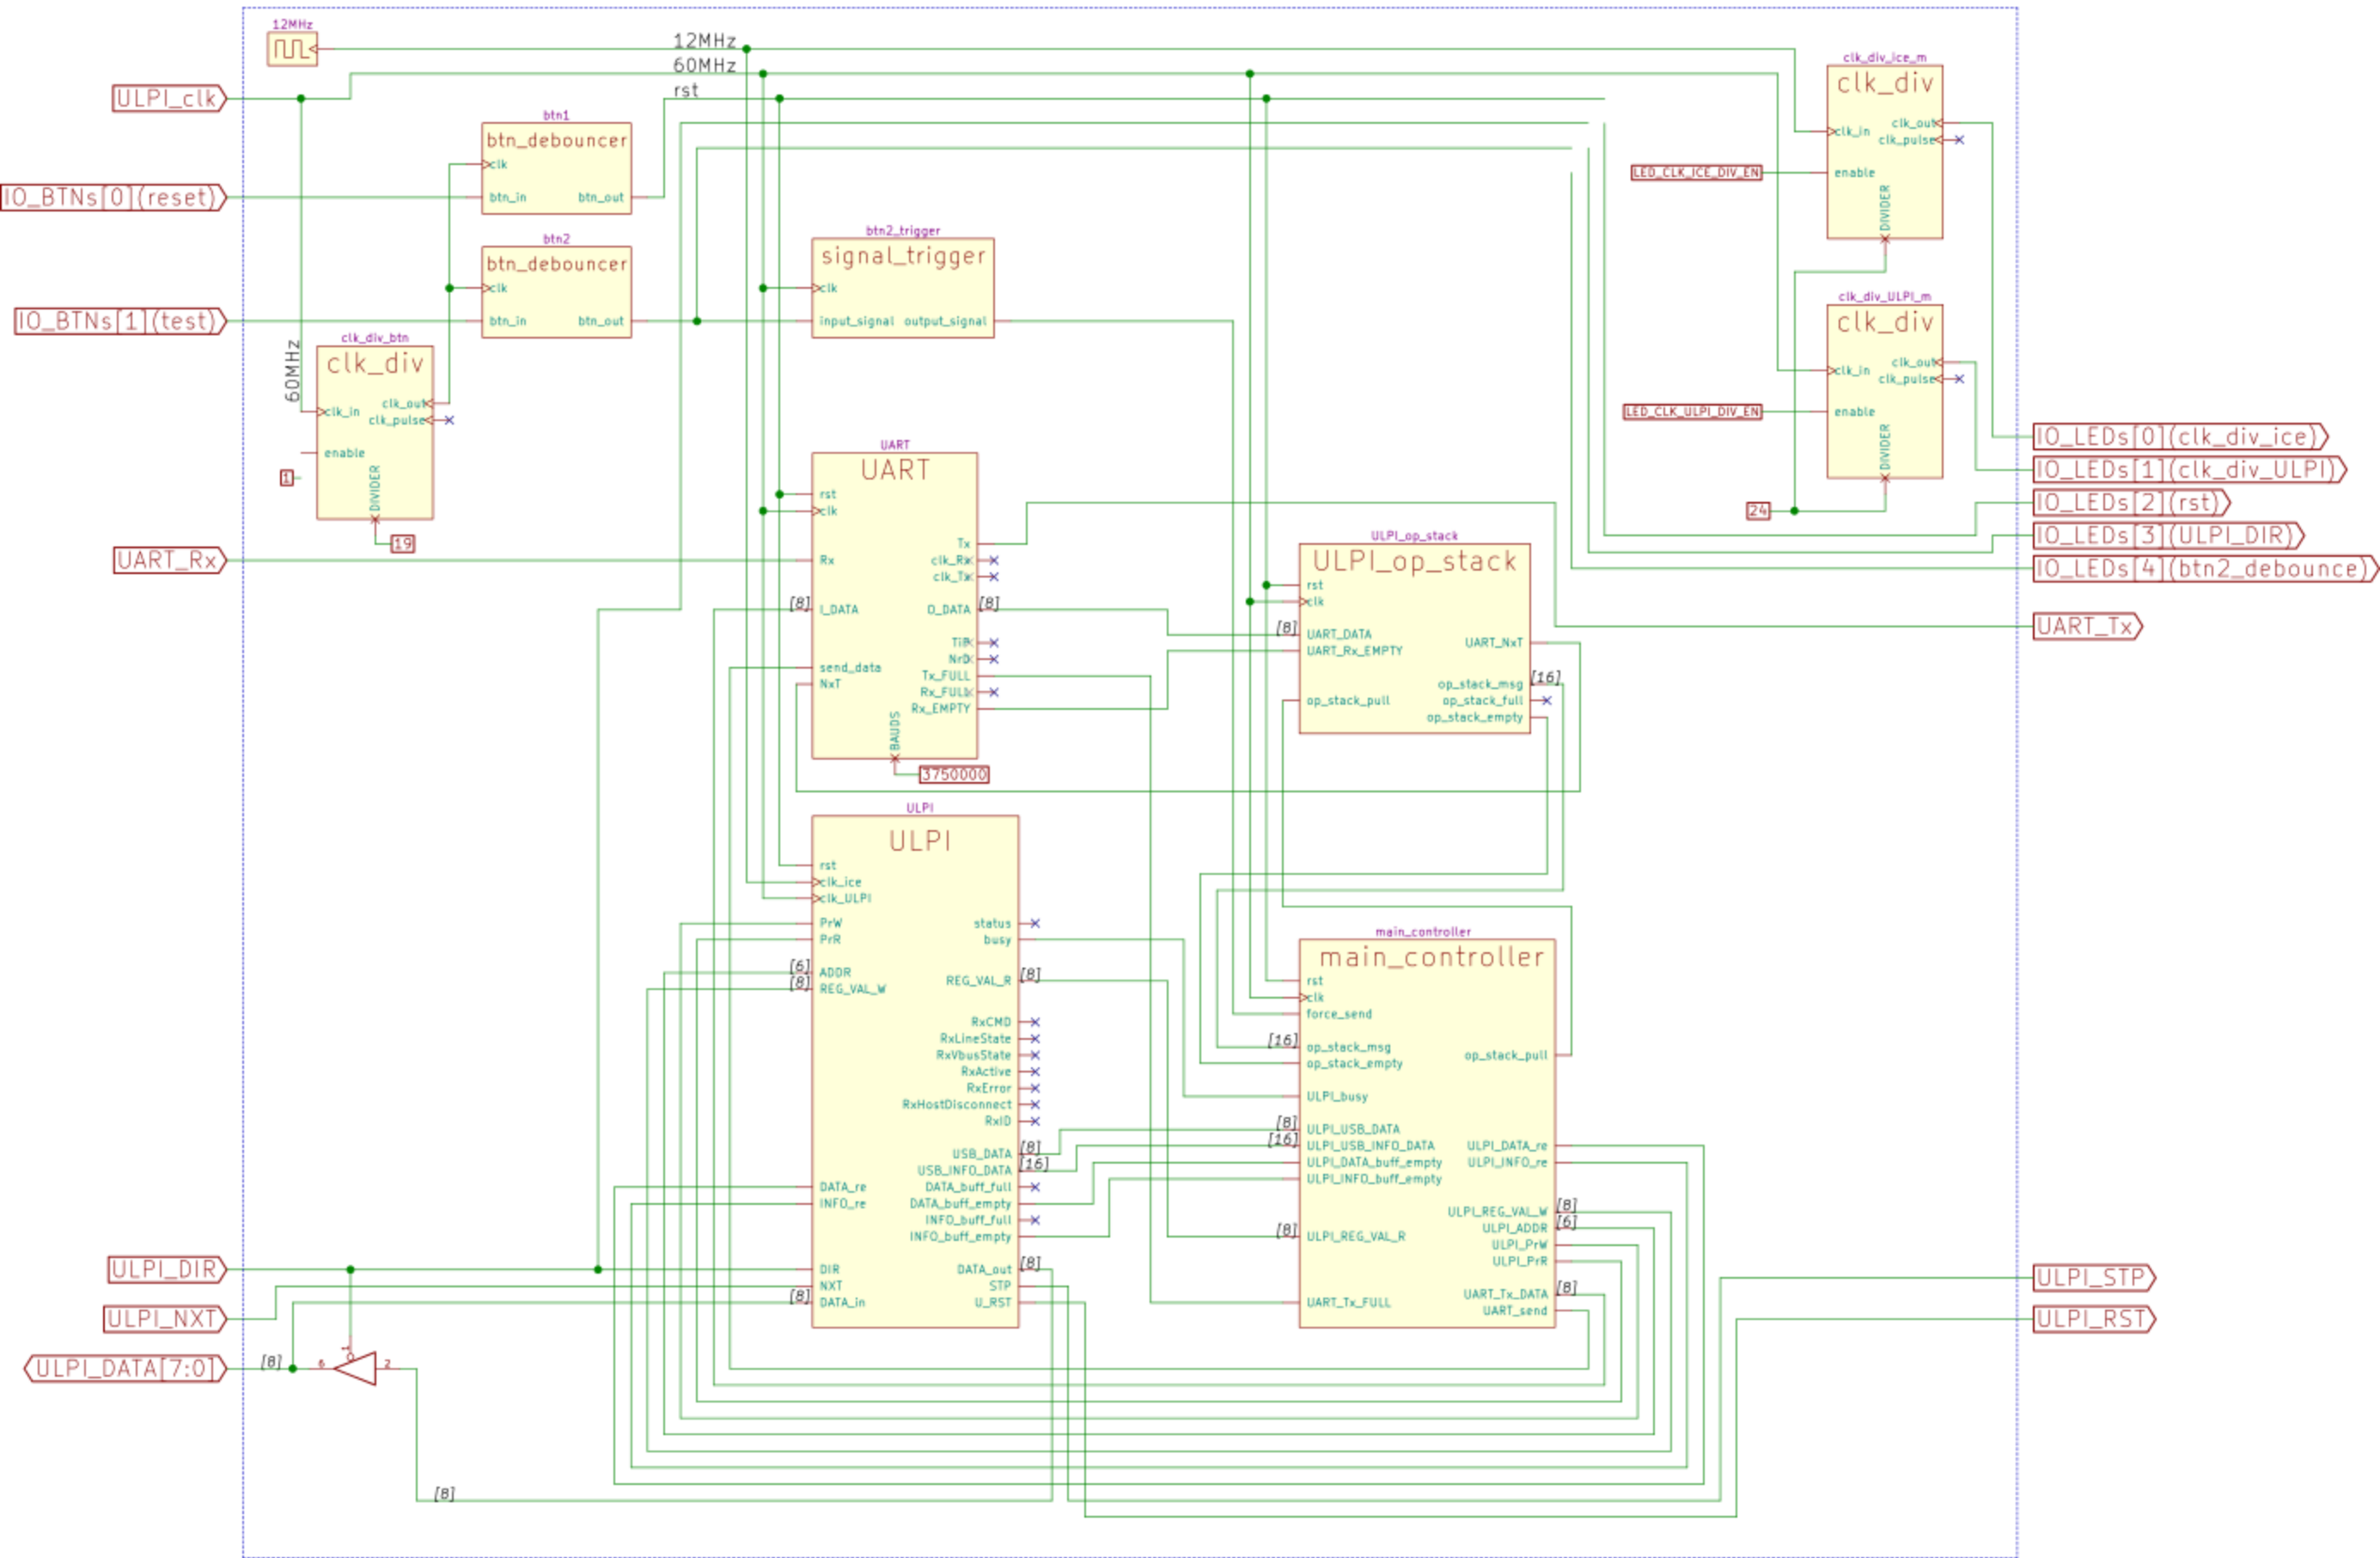 12MHz
12MHz
60MHz
rst
ULPI_clk
IO_BTNs[0](reset)
IO_BTNs[1](test)
60MHz
btn1
btn_debouncer
clk
btn_in btn_out
btn2
btn_debouncer
clk
btn_in btn_out
clk_div_btn
clk_div
clk_in
clk_out
clk_pulse
enable
DIVIDER
1
19
btn2_trigger
signal_trigger
clk
input_signal output_signal
clk_div_ice_m
clk_div
clk_in
clk_out
clk_pulse
enable
DIVIDER
LED_CLK_ICE_DIV_EN
clk_div_ULPI_m
clk_div
clk_in
clk_out
clk_pulse
enable
DIVIDER
LED_CLK_ULPI_DIV_EN
24
IO_LEDs[0](clk_div_ice)
IO_LEDs[1](clk_div_ULPI)
IO_LEDs[2](rst)
IO_LEDs[3](ULPI_DIR)
IO_LEDs[4](btn2_debounce)
UART_Tx
UART_Rx
UART
UART
rst
clk
Rx
[8] I_DATA
send_data
NxT
Tx
clk_Rx
clk_Tx
O_DATA [8]
TiP
NrD
Tx_FULL
Rx_FULL
Rx_EMPTY
BAUDS
3750000
ULPI_op_stack
ULPI_op_stack
rst
clk
[8] UART_DATA
UART_Rx_EMPTY
op_stack_pull
UART_NxT
op_stack_msg [16]
op_stack_full
op_stack_empty
ULPI
ULPI
rst
clk_ice
clk_ULPI
PrW
PrR
[6] ADDR
[8] REG_VAL_W
DATA_re
INFO_re
DIR
NXT
[8] DATA_in
status
busy
REG_VAL_R [8]
RxCMD
RxLineState
RxVbusState
RxActive
RxError
RxHostDisconnect
RxID
USB_DATA [8]
USB_INFO_DATA [16]
DATA_buff_full
DATA_buff_empty
INFO_buff_full
INFO_buff_empty
DATA_out [8]
STP
U_RST
main_controller
main_controller
rst
clk
force_send
[16] op_stack_msg
op_stack_empty
ULPI_busy
[8] ULPI_USB_DATA
[16] ULPI_USB_INFO_DATA
ULPI_DATA_buff_empty
ULPI_INFO_buff_empty
[8] ULPI_REG_VAL_R
UART_Tx_FULL
op_stack_pull
ULPI_DATA_re
ULPI_INFO_re
ULPI_REG_VAL_W [8]
ULPI_ADDR [6]
ULPI_PrW
ULPI_PrR
UART_Tx_DATA [8]
UART_send
ULPI_DIR
ULPI_NXT
ULPI_DATA[7:0]
[8]
6
1
2
[8]
ULPI_STP
ULPI_RST